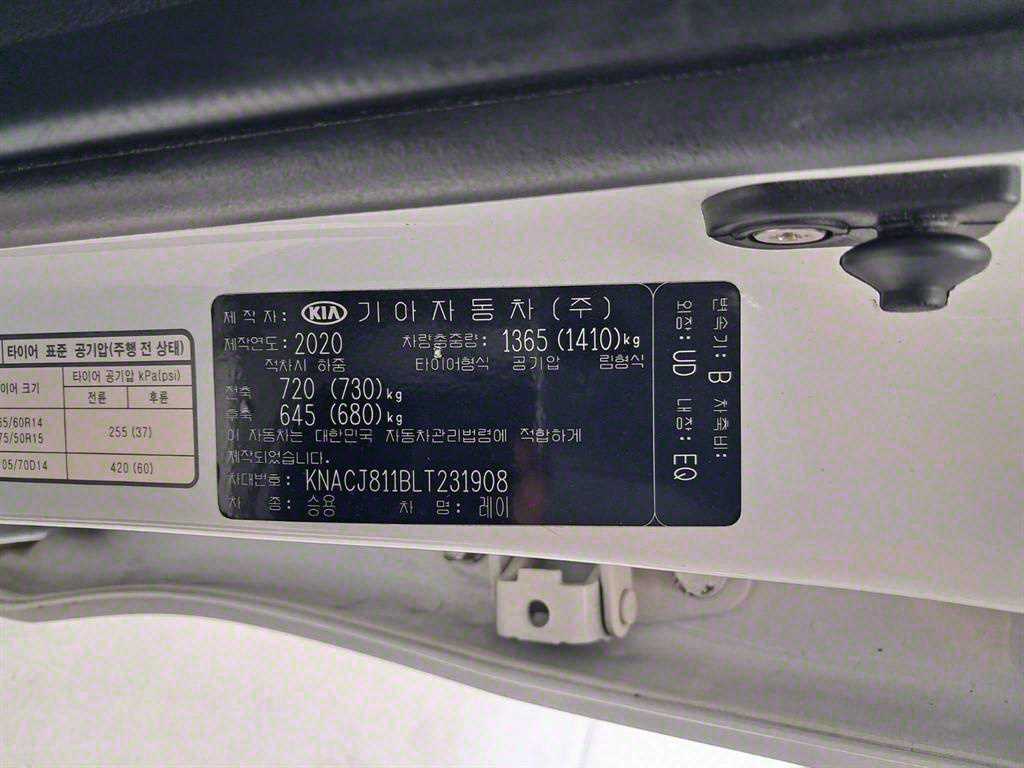 타이어 표준 공기압(주행 전 상태)
타이어 공기압 kPa(psi)
이어 크기
전륜 후륜
65/60R14
75/50R15
255 (37)
05/70D14 420 (60)
제 작 자: KIA 기아자동차(주)
제작연도: 2020 차량총중량: 1365 (1410)kg
적차시 하중 타이어형식 공기압 림형식
전축 720 (730)kg
후축 645 (680)kg
이 자동차는 대한민국 자동차관리법령에 적합하게
제작되었습니다.
차대번호: KNACJ811BLT231908
차 종: 승용 차 명: 레이
변속기: B 차축비:
외장: UD 내장: EQ